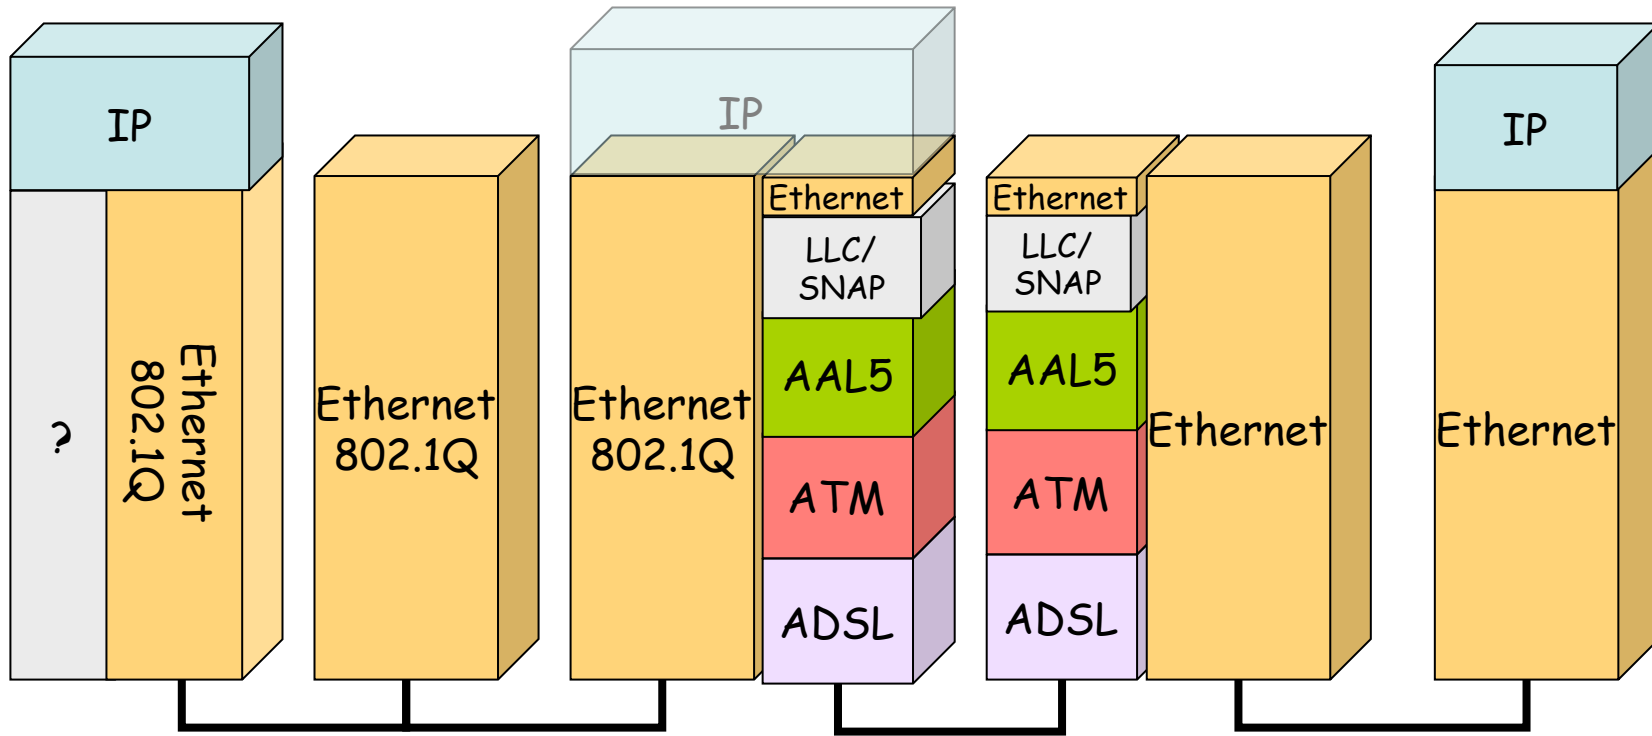 IP
?
Ethernet
802.1Q
Ethernet
802.1Q
IP
Ethernet
802.1Q
Ethernet
LLC/
SNAP
AAL5
ATM
ADSL
Ethernet
LLC/
SNAP
AAL5
ATM
ADSL
Ethernet
IP
Ethernet